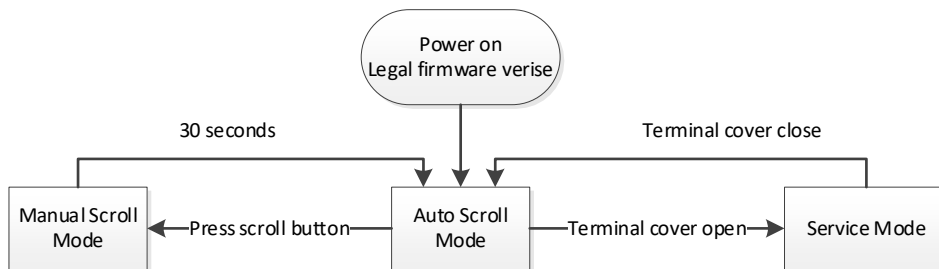 Power on
Legal firmware verise
30 seconds
Terminal cover close
Manual Scroll
Mode
Press scroll button
Auto Scroll
Mode
Terminal cover open
Service Mode